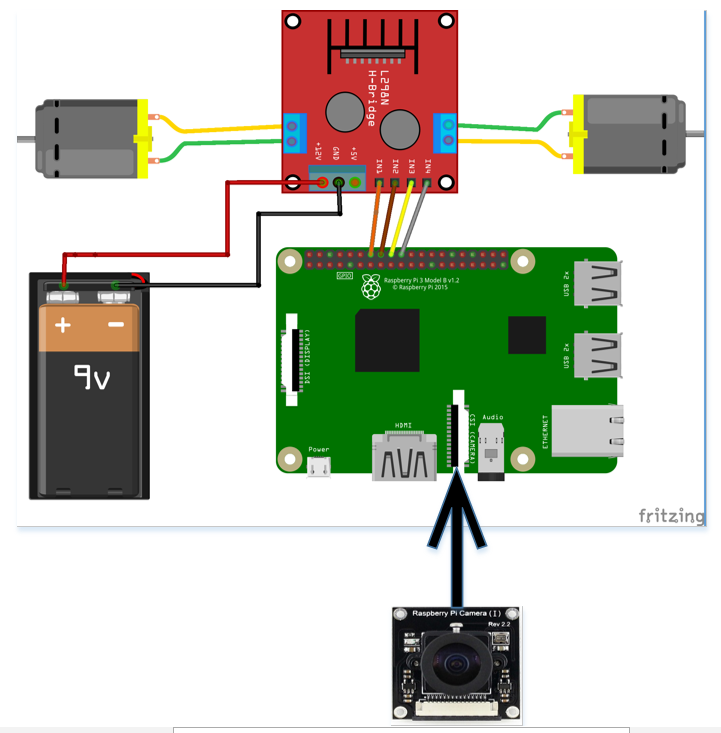 L298N
H-Bridge
+12V
GND
+5V
IN1
IN2
IN3
IN4
GPIO
Raspberry Pi 3 Model B v1.2
© Raspberry Pi 2015
USB 2x
DSI (DISPLAY)
USB 2x
+ -
9v
HDMI
CSI (CAMERA)
Audio
ETHERNET
Power
fritzing
Raspberry Pi Camera (I)
Rev 2.2